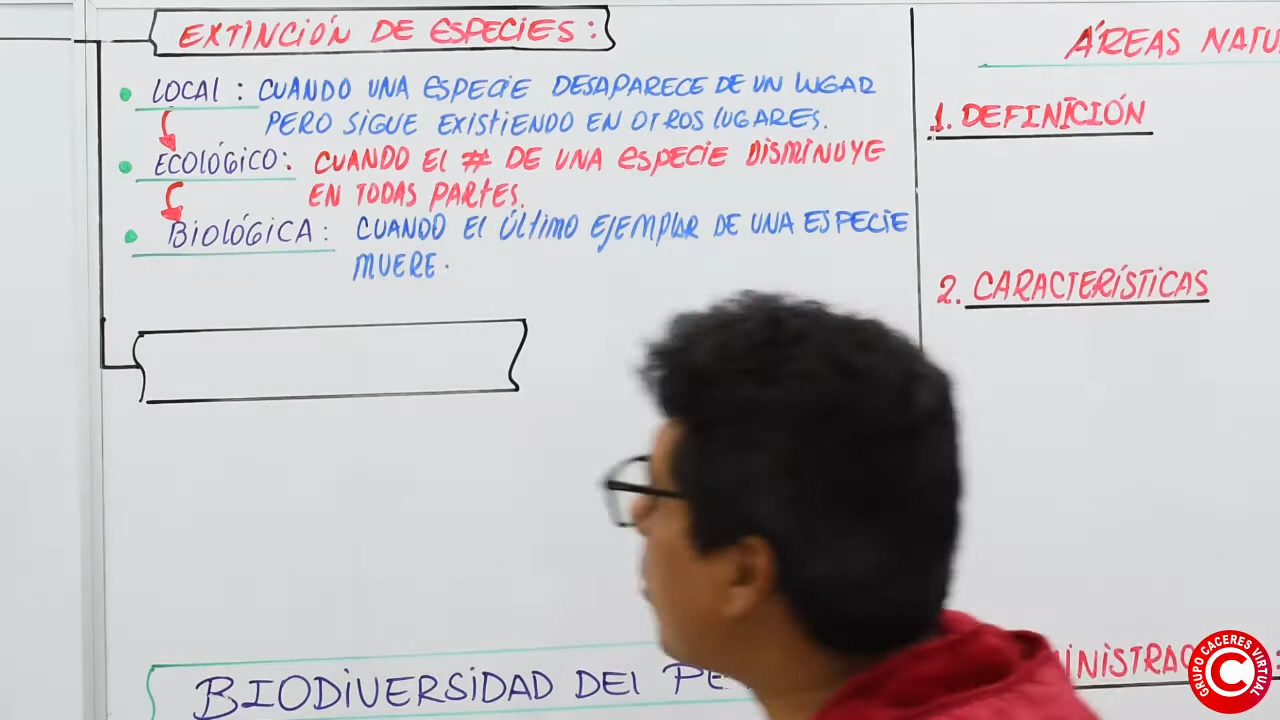 EXTINCIÓN DE ESPECIES:
• LOCAL: CUANDO UNA ESPECIE DESAPARECE DE UN LUGAR
PERO SIGUE EXISTIENDO EN OTROS LUGARES.
• ECOLÓGICO: CUANDO EL # DE UNA ESPECIE DISMINUYE
EN TODAS PARTES.
• BIOLÓGICA: CUANDO EL ÚLTIMO EJEMPLAR DE UNA ESPECIE
MUERE.
BIODIVERSIDAD DEL PE
ÁREAS NATU
1. DEFINICIÓN
2. CARACTERÍSTICAS
INISTRAC
GRUPO CACERES VIRTUAL
C